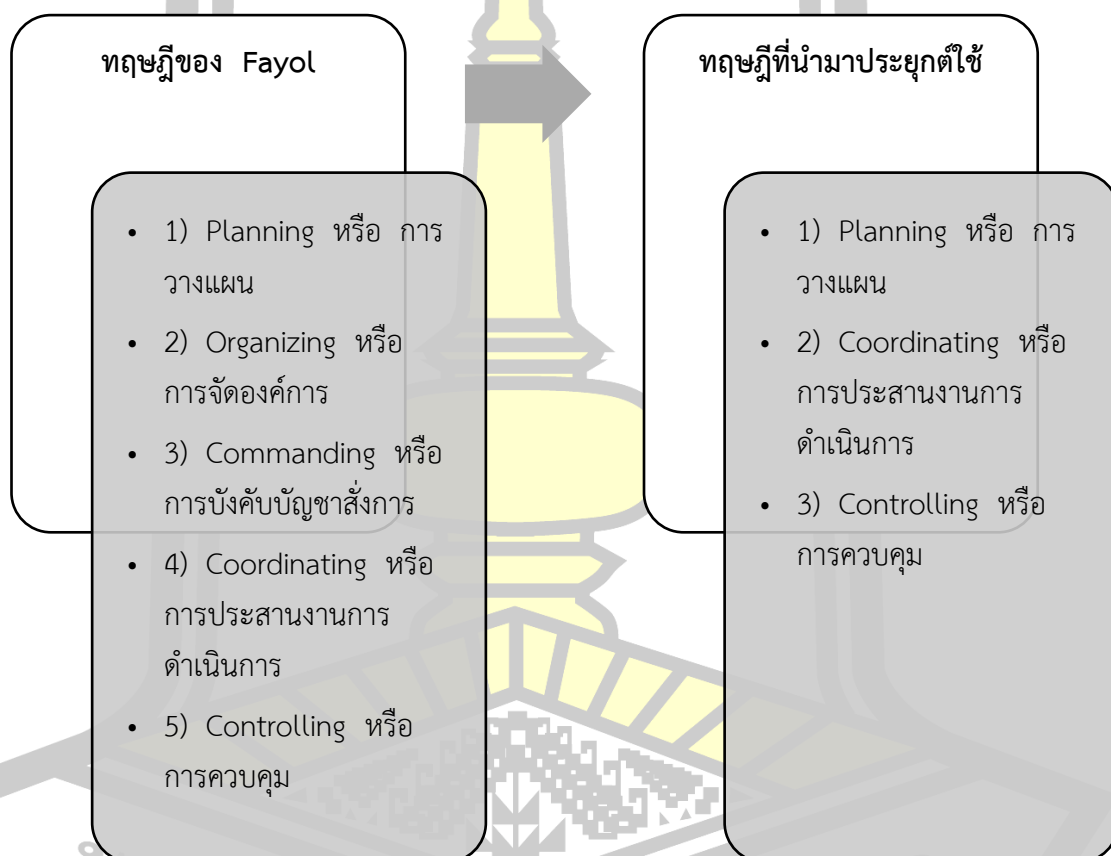 ทฤษฎีของ Fayol
• 1) Planning หรือ การ
วางแผน
• 2) Organizing หรือ
การจัดองค์การ
• 3) Commanding หรือ
การบังคับบัญชาสั่งการ
• 4) Coordinating หรือ
การประสานงานการ
ดำเนินการ
• 5) Controlling หรือ
การควบคุม
ทฤษฎีที่นำมาประยุกต์ใช้
• 1) Planning หรือ การ
วางแผน
• 2) Coordinating หรือ
การประสานงานการ
ดำเนินการ
• 3) Controlling หรือ
การควบคุม